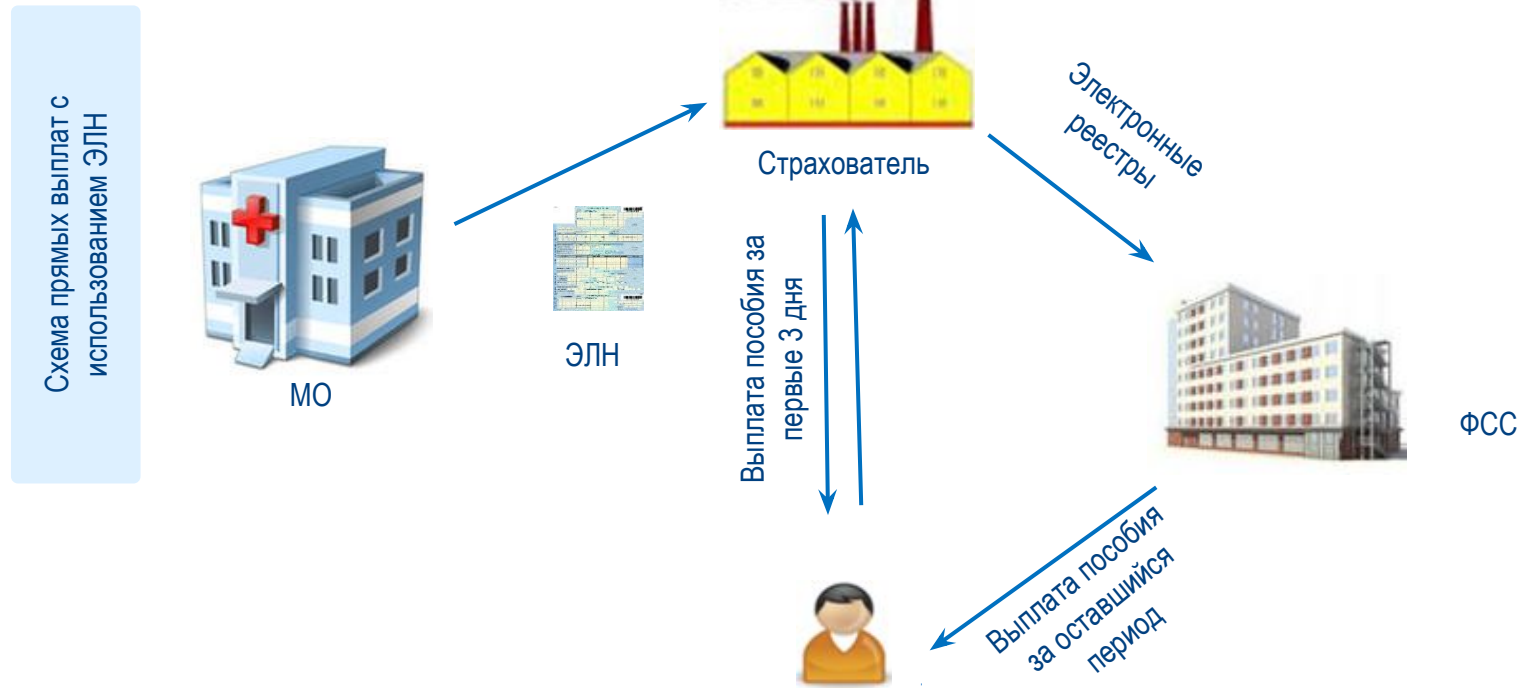 Схема прямых выплат с
использованием ЭЛН
МО
ЭЛН
Страхователь
Электронные
реестры
Выплата пособия за
первые 3 дня
ФСС
Выплата пособия
за оставшийся
период